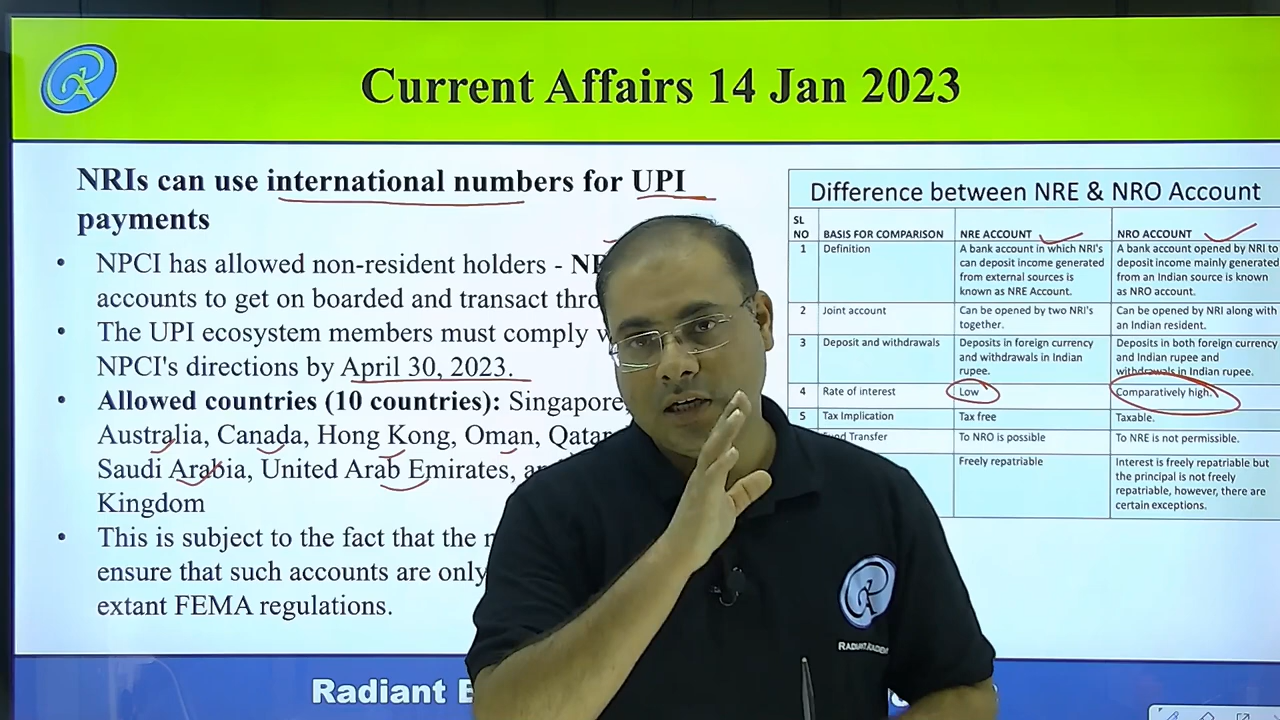 Current Affairs 14 Jan 2023
NRIs can use international numbers for UPI
payments
• NPCI has allowed non-resident holders -
accounts to get on boarded and transact
• The UPI ecosystem members must comply
NPCI's directions by April 30, 2023.
• Allowed countries (10 countries): Singapore,
Australia, Canada, Hong Kong, Oman, Qatar
Saudi Arabia, United Arab Emirates,
Kingdom
• This is subject to the fact that the
ensure that such accounts are only
extant FEMA regulations.
Difference between NRE & NRO Account
SL
NO BASIS FOR COMPARISON NRE ACCOUNT NRO ACCOUNT
1 Definition A bank account in which NRI's A bank account opened by NRI to
can deposit income generated deposit income mainly generated
from external sources is from an Indian source is known
known as NRE Account. as NRO account.
2 Joint account Can be opened by two NRI's Can be opened by NRI along with
together. an Indian resident.
3 Deposit and withdrawals Deposits in foreign currency Deposits in both foreign currency
and withdrawals in Indian and Indian rupee and
rupee. withdrawals in Indian rupee.
4 Rate of interest Low Comparatively high.
5 Tax Implication Tax free Taxable.
Fund Transfer To NRO is possible To NRE is not permissible.
Freely repatriable Interest is freely repatriable but
the principal is not freely
repatriable, however, there are
certain exceptions.
Radiant